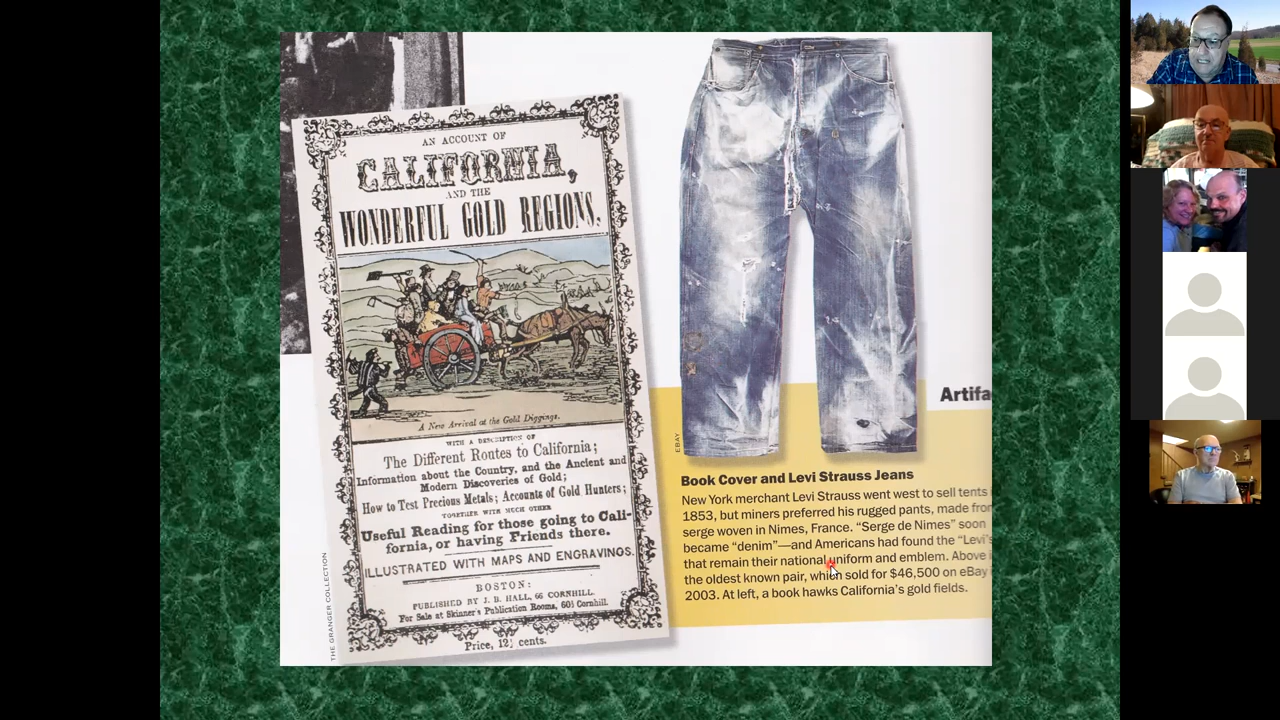 AN ACCOUNT OF
CALIFORNIA,
AND THE
WONDERFUL GOLD REGIONS.
A New Arrival at the Gold Diggings.
WITH A DESCRIPTION OF
The Different Routes to California;
Information about the Country, and the Ancient and
Modern Discoveries of Gold;
How to Test Precious Metals; Accounts of Gold Hunters;
TOGETHER WITH MUCH OTHER
Useful Reading for those going to Cali-
fornia, or having Friends there.
ILLUSTRATED WITH MAPS AND ENGRAVINGS.
BOSTON:
PUBLISHED BY J. B. HALL, 66 CORNHILL.
For Sale at Skinner's Publication Rooms, 60½ Cornhill.
Price, 12½ cents.
THE GRANGER COLLECTION
EBAY
Artifa
Book Cover and Levi Strauss Jeans
New York merchant Levi Strauss went west to sell tents i
1853, but miners preferred his rugged pants, made from
serge woven in Nimes, France. “Serge de Nimes” soon
became “denim”—and Americans had found the “Levi's
that remain their national uniform and emblem. Above i
the oldest known pair, which sold for $46,500 on eBay i
2003. At left, a book hawks California's gold fields.